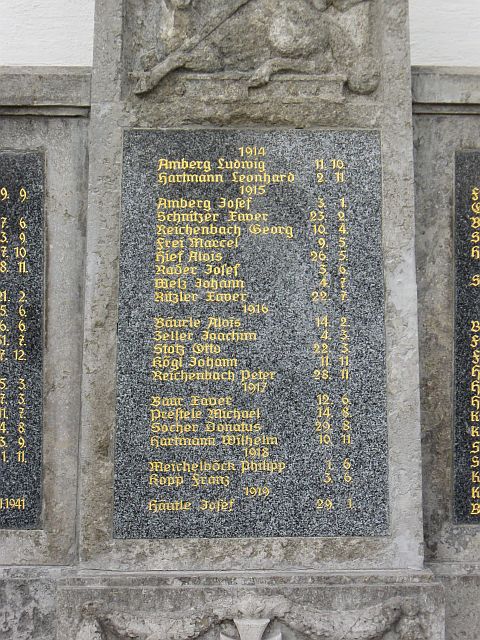 1914
Amberg Ludwig 11. 10.
Hartmann Leonhard 2. 11.
1915
Amberg Josef 3. 1.
Schnitzer Xaver 23. 2.
Reichenbach Georg 10. 4.
Frei Marcel 9. 5.
Hief Alois 26. 5.
Rader Josef 3. 6.
Welz Johann 4. 7.
Ritzler Xaver 22. 7.
1916
Bäurle Alois 14. 2.
Zeller Joachim 4. 3.
Stotz Otto 22. 3.
Kögl Johann 11. 11.
Reichenbach Peter 28. 11.
1917
Baur Xaver 12. 6.
Prestele Michael 14. 8.
Socher Donatus 29. 8.
Hartmann Wilhelm 10. 11.
1918
Meichelböck Philipp 1. 6.
Kopp Franz 3. 6.
1919
Häutle Josef 29. 1.